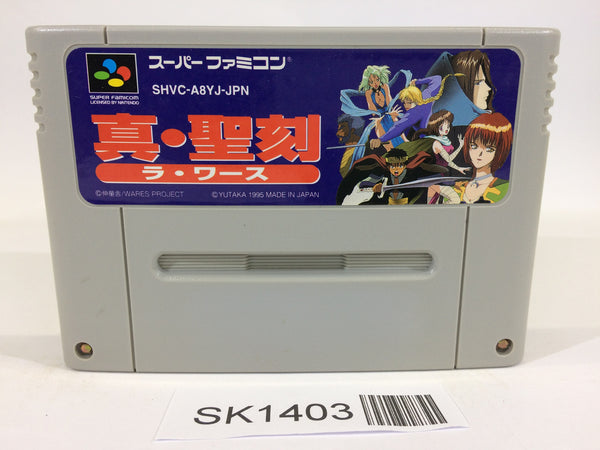 スーパーファミコン®
SHVC-A8YJ-JPN
SUPER FAMICOM
LICENSED BY NINTENDO
真・聖刻
ラ・ワース
©伸童舎/WARES PROJECT
©YUTAKA 1995 MADE IN JAPAN
SK1403